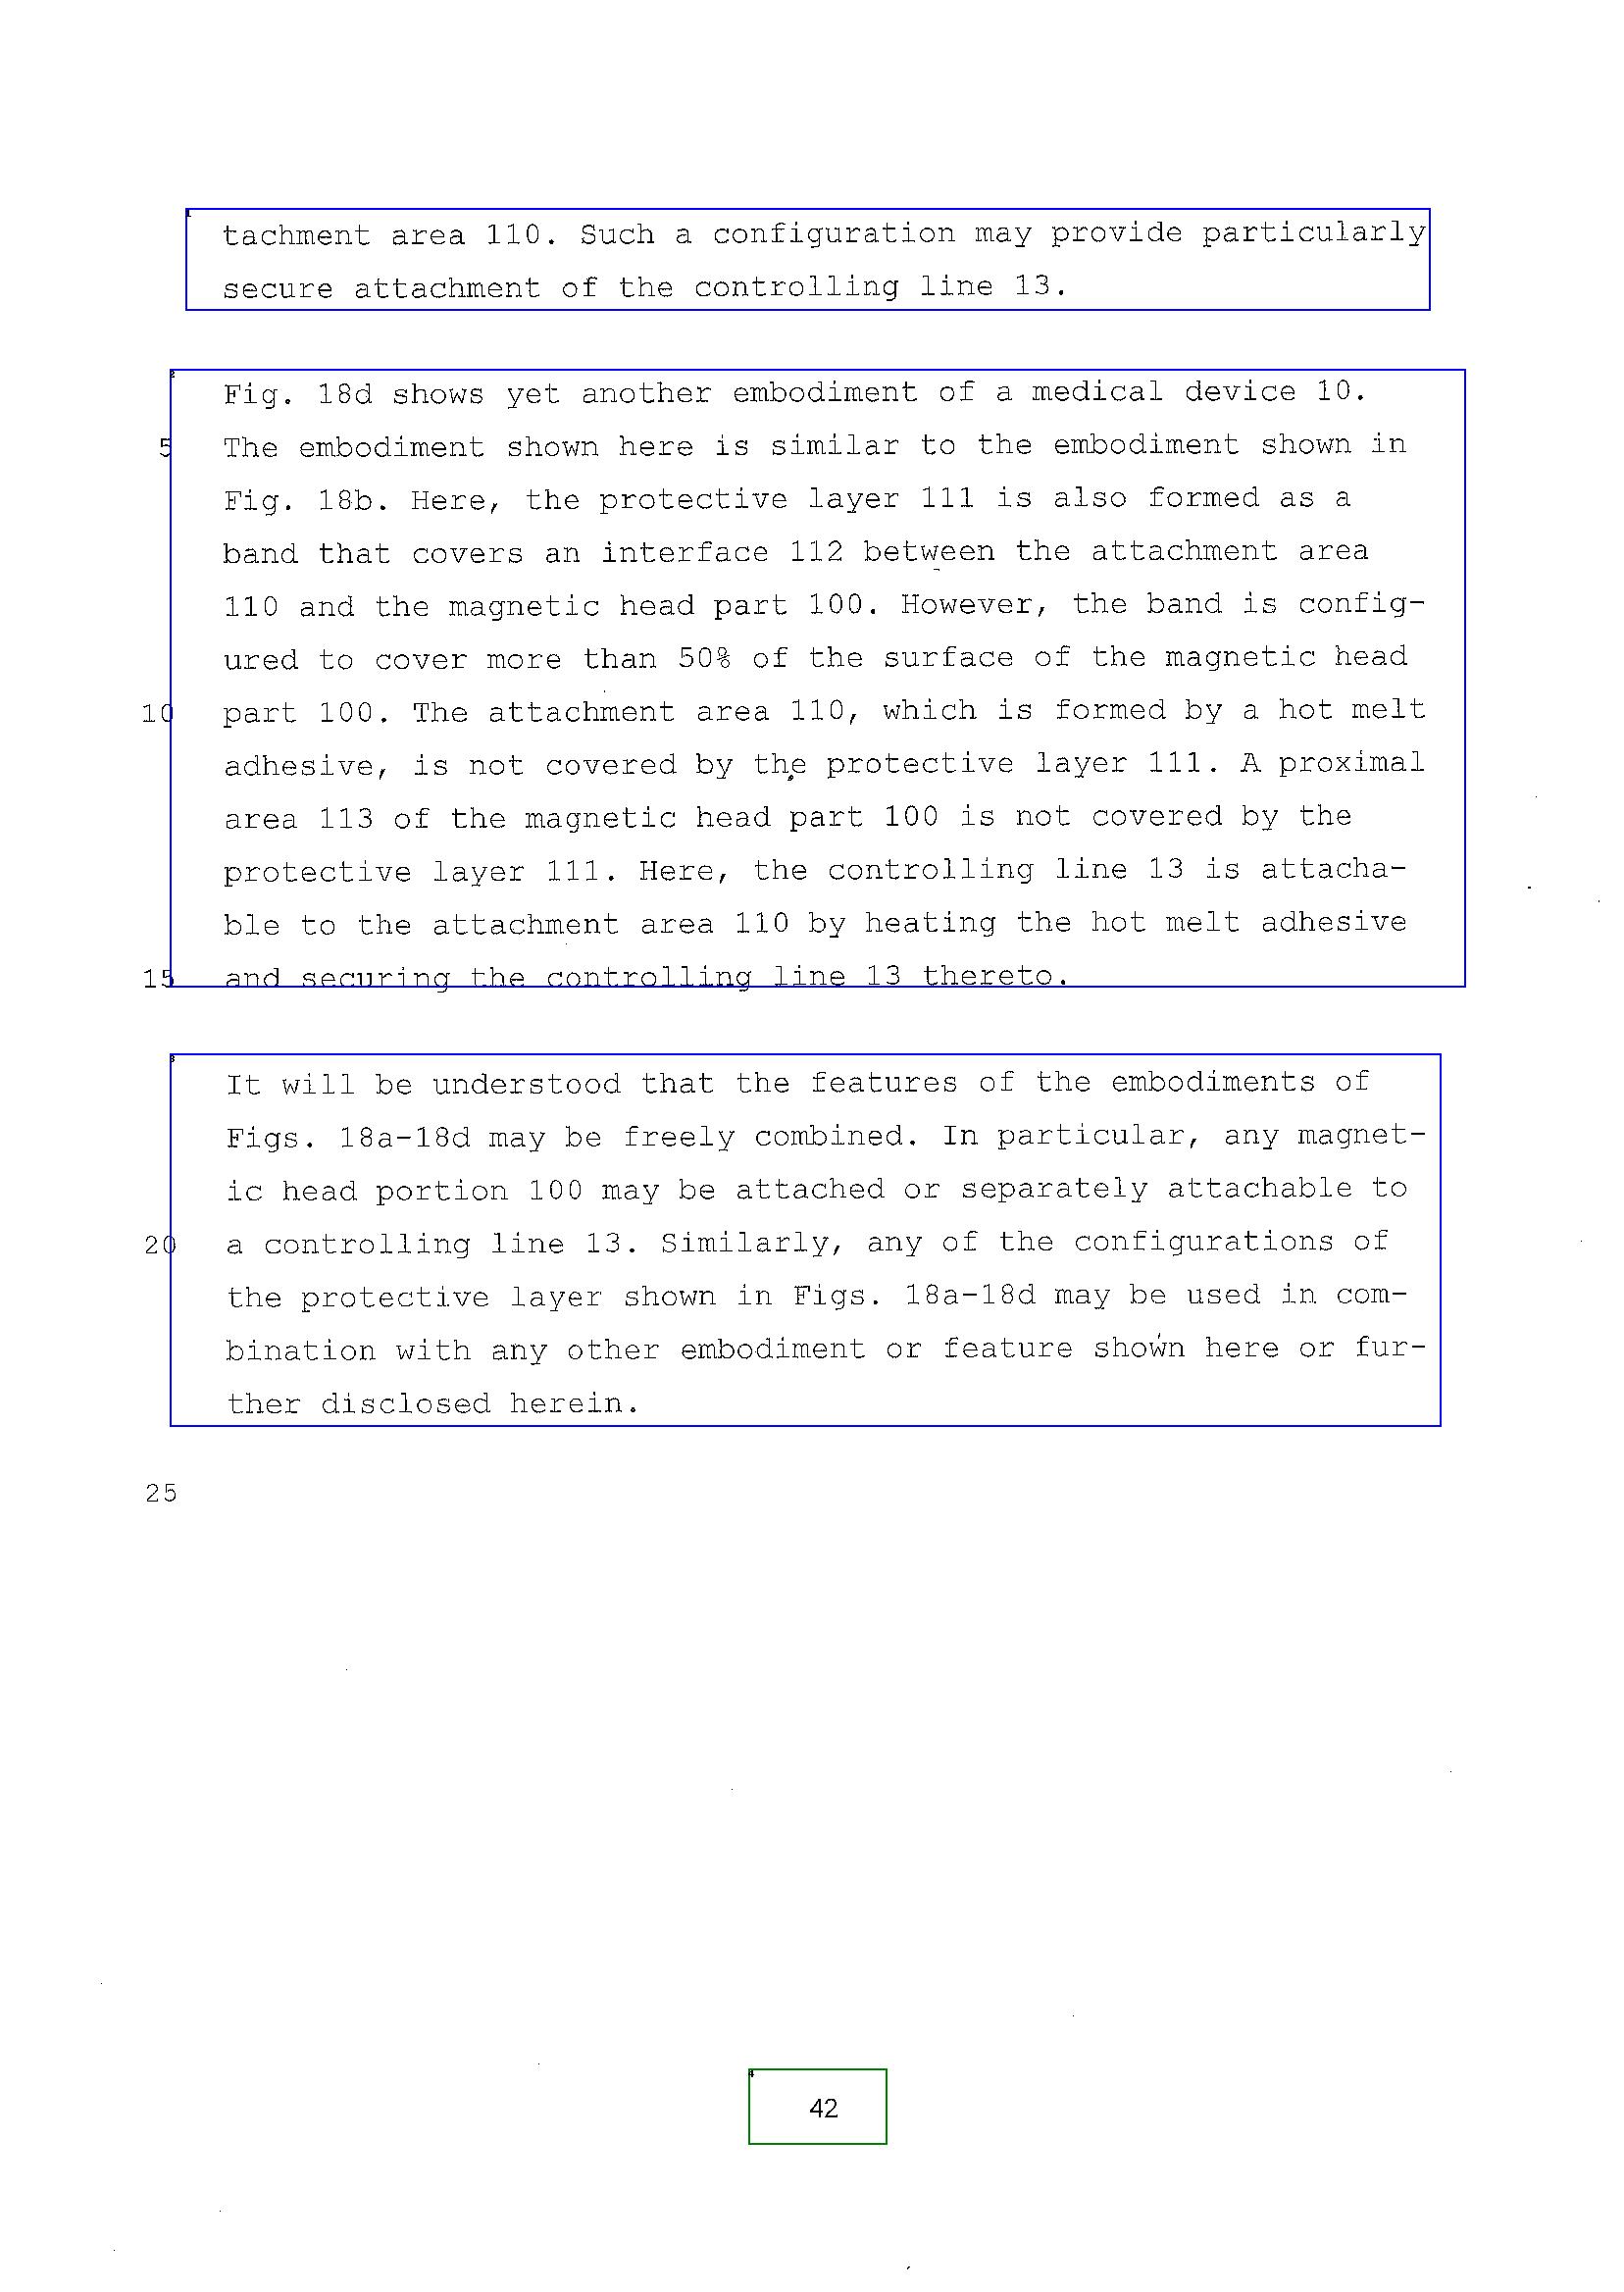 tachment area 110. Such a configuration may provide particularly
secure attachment of the controlling line 13.
Fig. 18d shows yet another embodiment of a medical device 10.
5 The embodiment shown here is similar to the embodiment shown in
Fig. 18b. Here, the protective layer 111 is also formed as a
band that covers an interface 112 between the attachment area
110 and the magnetic head part 100. However, the band is config-
ured to cover more than 50% of the surface of the magnetic head
10 part 100. The attachment area 110, which is formed by a hot melt
adhesive, is not covered by the protective layer 111. A proximal
area 113 of the magnetic head part 100 is not covered by the
protective layer 111. Here, the controlling line 13 is attacha-
ble to the attachment area 110 by heating the hot melt adhesive
15 and securing the controlling line 13 thereto.
It will be understood that the features of the embodiments of
Figs. 18a-18d may be freely combined. In particular, any magnet-
ic head portion 100 may be attached or separately attachable to
20 a controlling line 13. Similarly, any of the configurations of
the protective layer shown in Figs. 18a-18d may be used in com-
bination with any other embodiment or feature shown here or fur-
ther disclosed herein.
25
42